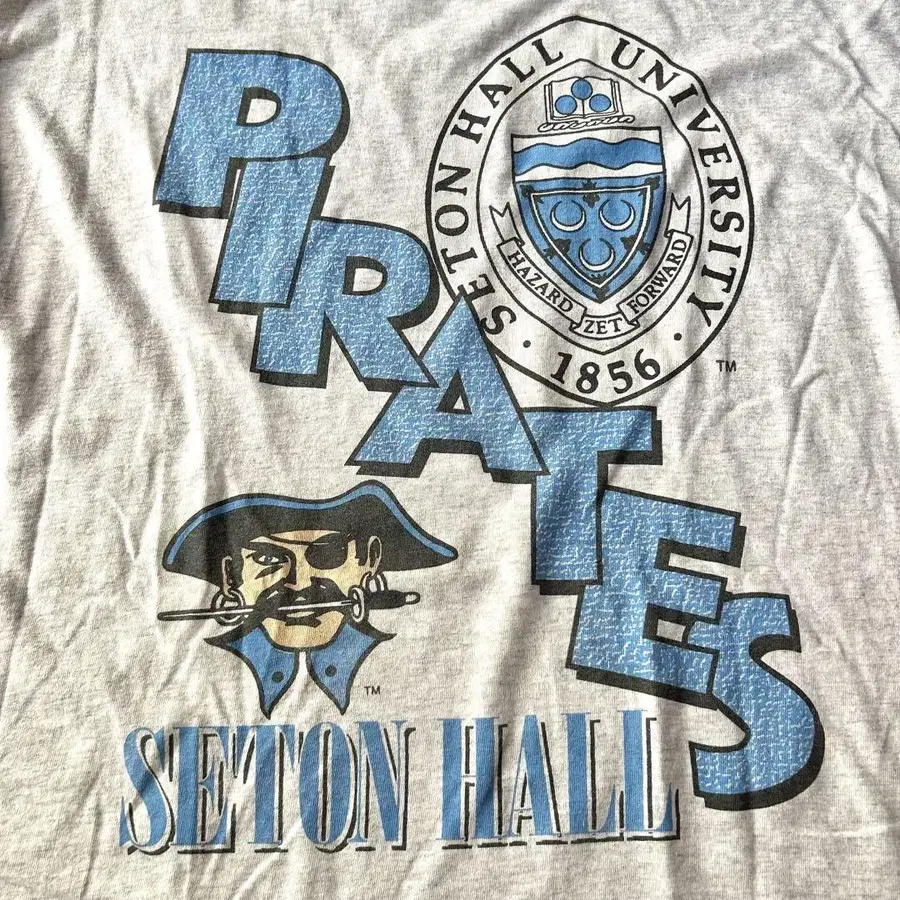 PIRATES
SETON HALL UNIVERSITY
HAZARD ZET FORWARD
· 1856 ·
TM
TM
SETON HALL